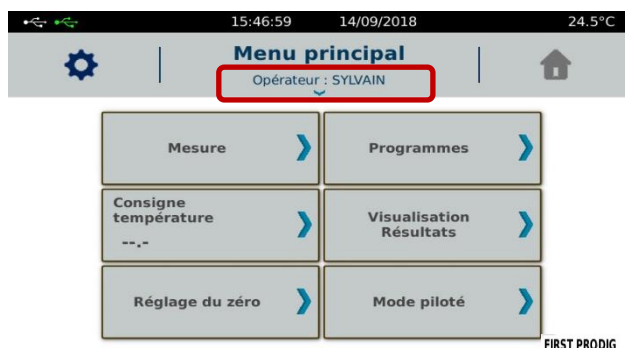 15:46:59 14/09/2018 24.5°C
Menu principal
Opérateur : SYLVAIN
Mesure
Programmes
Consigne
température
--.-
Visualisation
Résultats
Réglage du zéro
Mode piloté
FIRST PRODIG